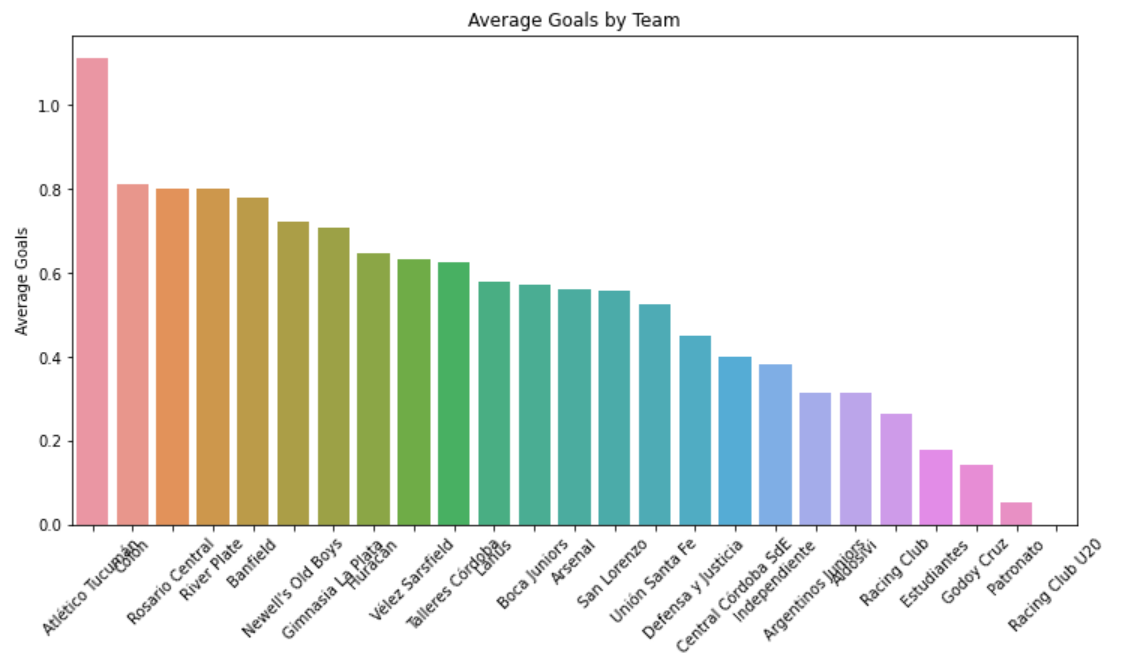 Average Goals by Team
Average Goals
1.0
0.8
0.6
0.4
0.2
0.0
Atlético Tucumán
Colón
Rosario Central
River Plate
Banfield
Newell's Old Boys
Gimnasia La Plata
Huracán
Vélez Sarsfield
Talleres Córdoba
Lanús
Boca Juniors
Arsenal
San Lorenzo
Unión Santa Fe
Defensa y Justicia
Central Córdoba SdE
Independiente
Argentinos Juniors
Aldosivi
Racing Club
Estudiantes
Godoy Cruz
Patronato
Racing Club U20